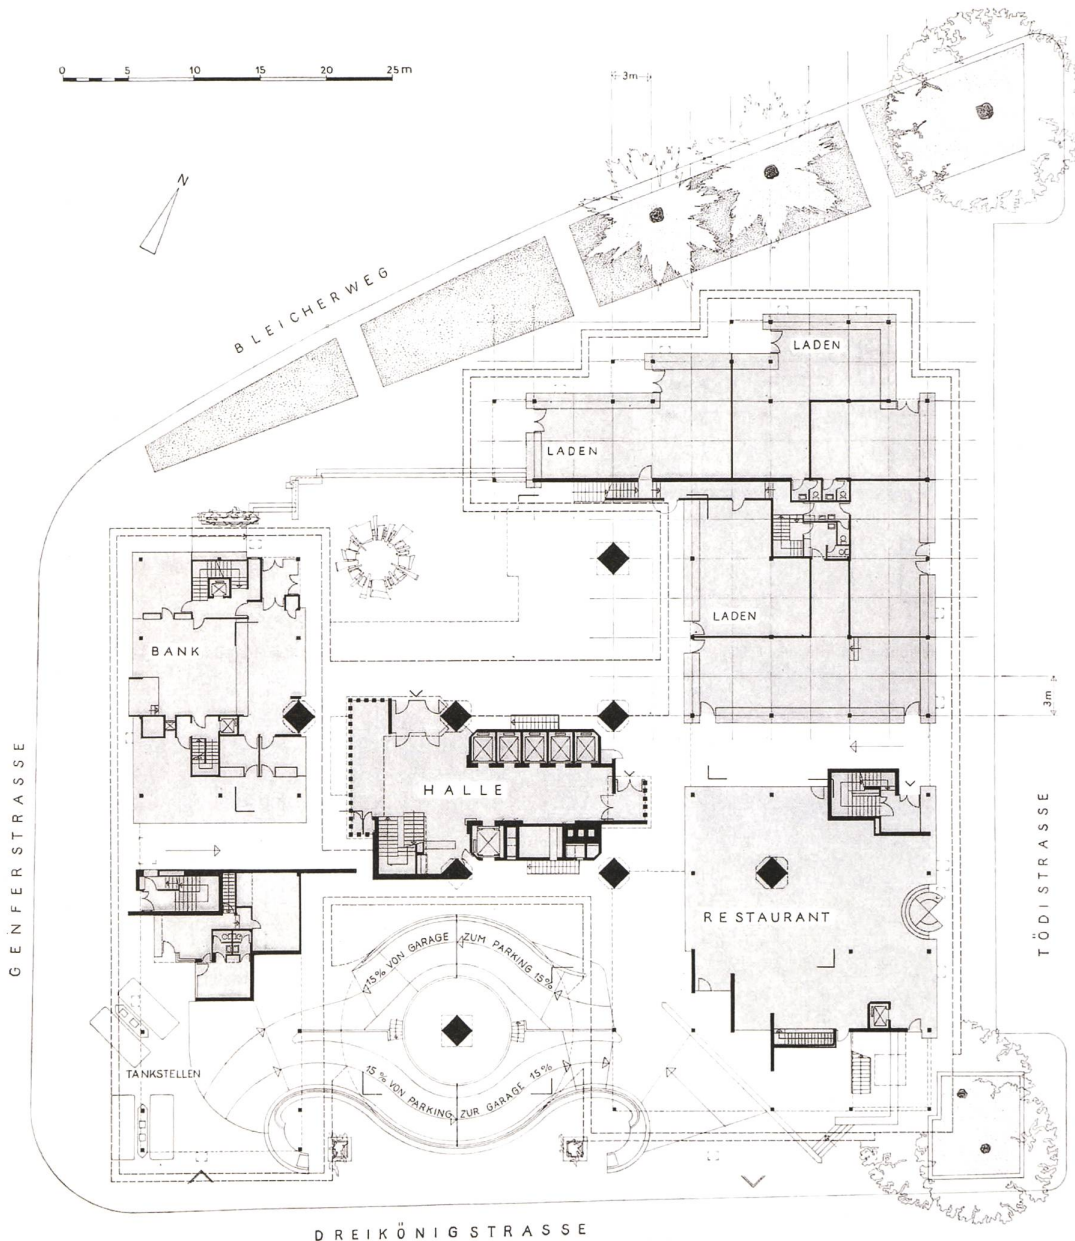 0 5 10 15 20 25 m
3m
N
BLEICHERWEG
LADEN
LADEN
LADEN
BANK
3m
HALLE
GENFERSTRASSE
TÖDISTRASSE
RESTAURANT
15% VON GARAGE ZUM PARKING 15%
TANKSTELLEN
15% VON PARKING ZUR GARAGE 15%
DREIKÖNIGSTRASSE